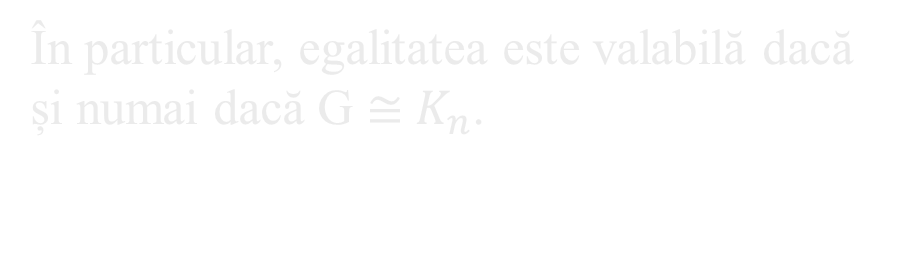 În particular, egalitatea este valabilă dacă
și numai dacă G ≅ Kₙ.